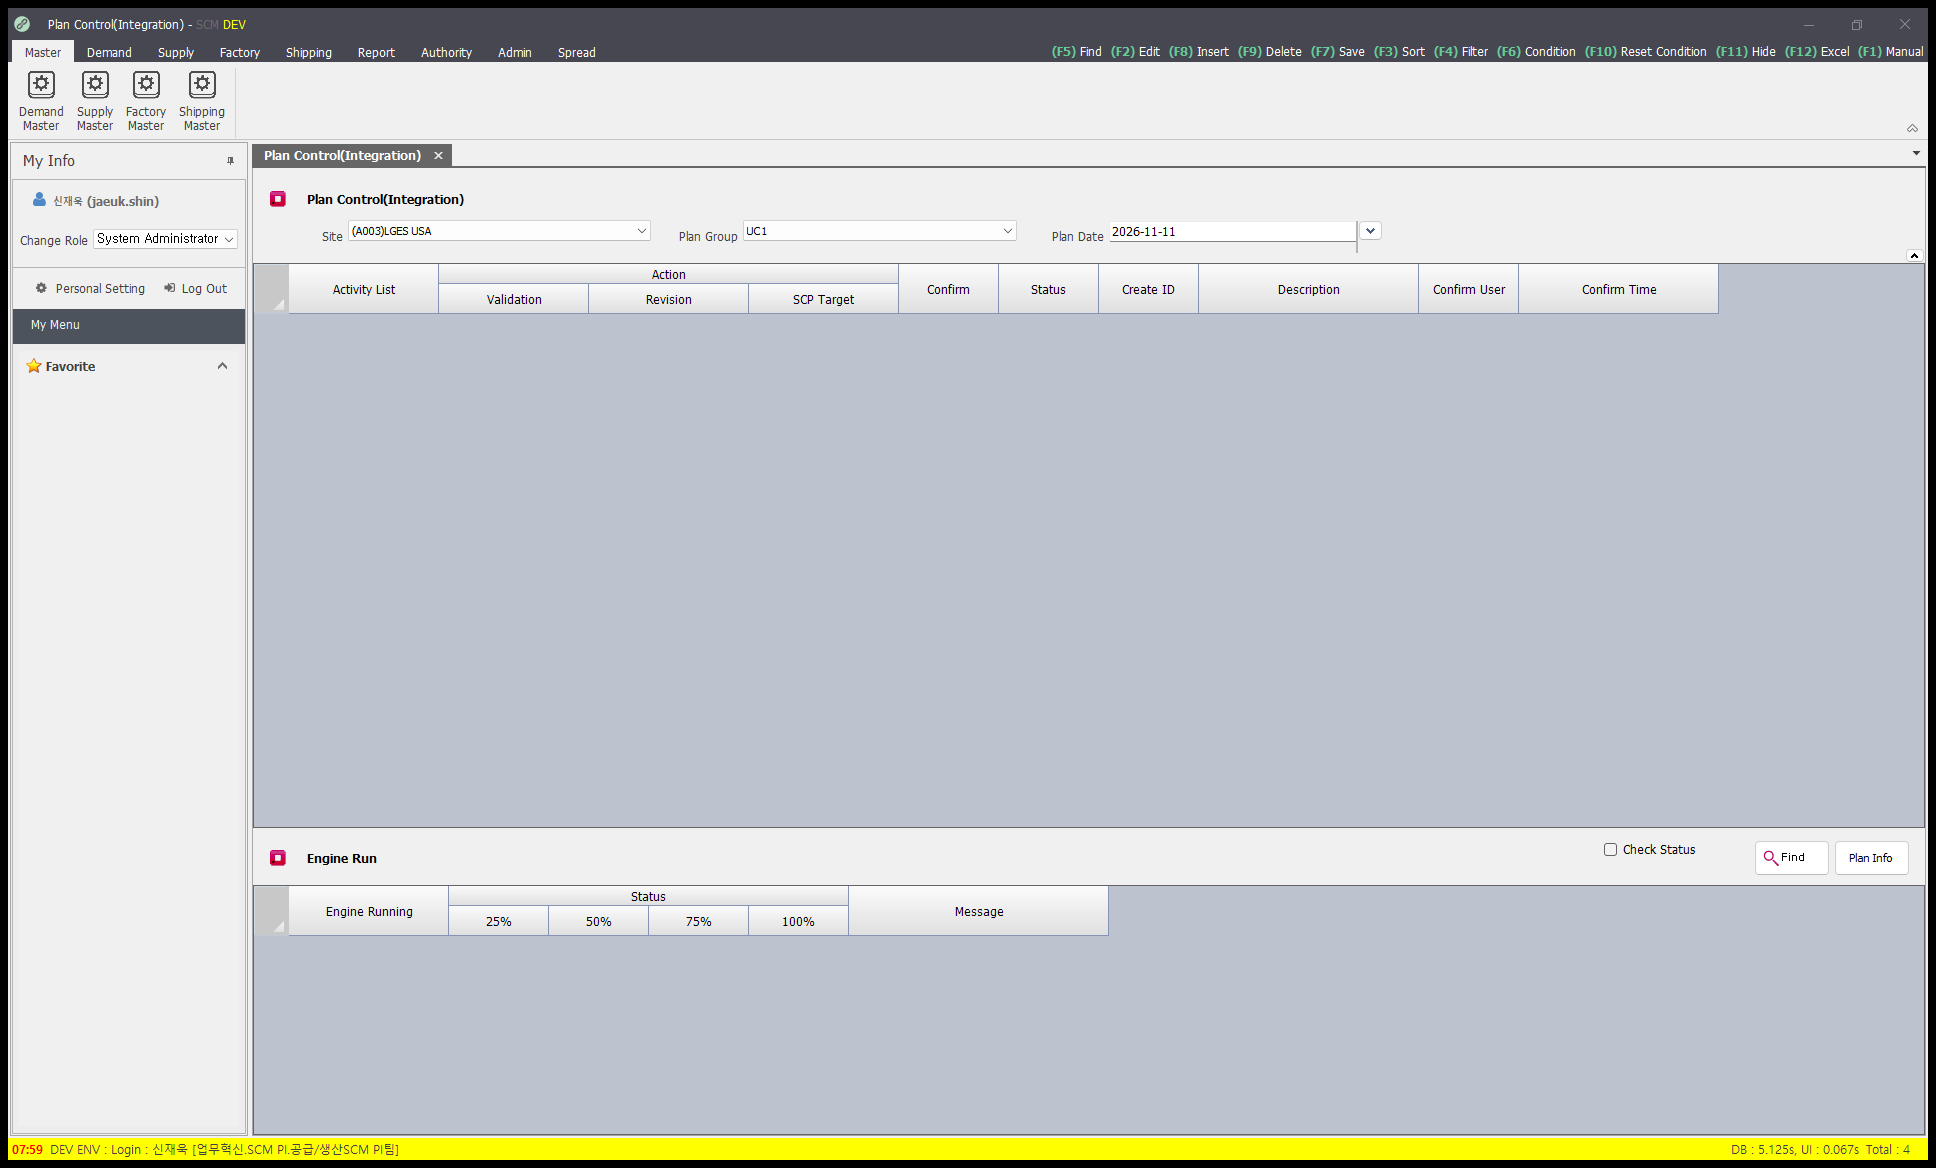 Plan Control(Integration) - SCM DEV
Master Demand Supply Factory Shipping Report Authority Admin Spread
(F5) Find (F2) Edit (F8) Insert (F9) Delete (F7) Save (F3) Sort (F4) Filter (F6) Condition (F10) Reset Condition (F11) Hide (F12) Excel (F1) Manual
Demand Master
Supply Master
Factory Master
Shipping Master
My Info
신재욱 (jaeuk.shin)
Change Role System Administrator
Personal Setting Log Out
My Menu
Favorite
Plan Control(Integration)
Plan Control(Integration)
Site (A003)LGES USA Plan Group UC1 Plan Date 2026-11-11
Activity List Action Confirm Status Create ID Description Confirm User Confirm Time
Validation Revision SCP Target
Engine Run
Check Status Find Plan Info
Engine Running Status Message
25% 50% 75% 100%
07:59 DEV ENV : Login : 신재욱 [업무혁신.SCM PI.공급/생산SCM PI팀]
DB : 5.125s, UI : 0.067s Total : 4